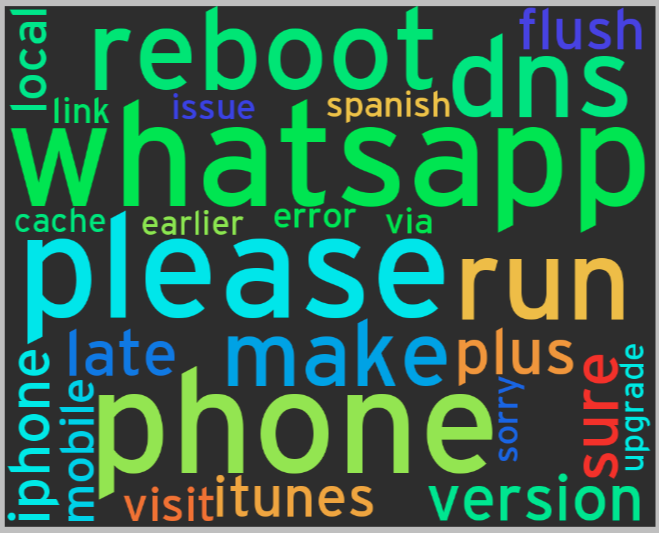 local
reboot
flush
dns
link
issue
spanish
whatsapp
cache
earlier
error
via
please
run
late
make
plus
iphone
mobile
phone
sorry
sure
upgrade
visit
itunes
version